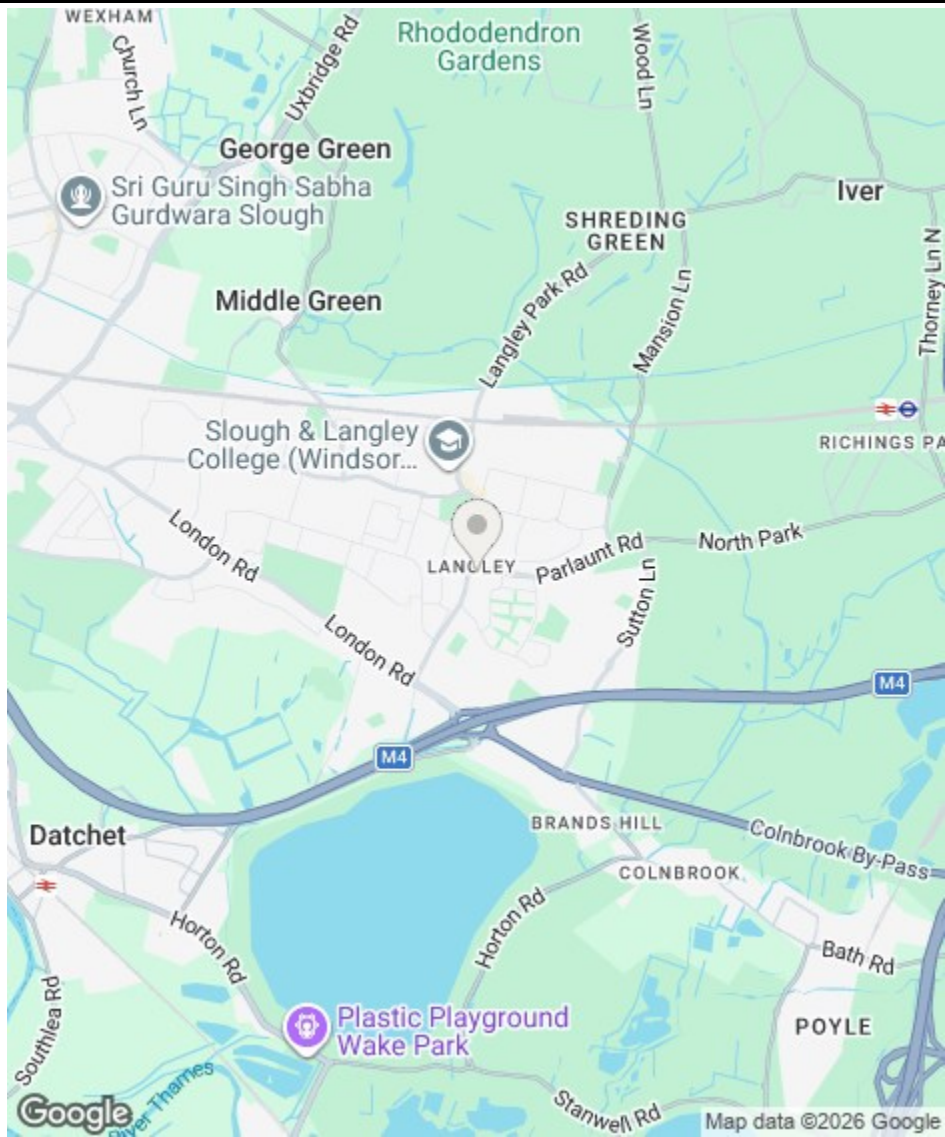 WEXHAM
Church Ln
Uxbridge Rd
Rhododendron
Gardens
Wood Ln
George Green
Sri Guru Singh Sabha
Gurdwara Slough
Iver
SHREDING
GREEN
Middle Green
Langley Park Rd
Mansion Ln
Thorney Ln N
Slough & Langley
College (Windsor...
RICHINGS PA
London Rd
LANGLEY
Parlaunt Rd
North Park
Sutton Ln
London Rd
M4
M4
Datchet
BRANDS HILL
Colnbrook By-Pass
COLNBROOK
Horton Rd
Horton Rd
Bath Rd
Southlea Rd
Plastic Playground
Wake Park
POYLE
River Thames
Stanwell Rd
Google
Map data ©2026 Google